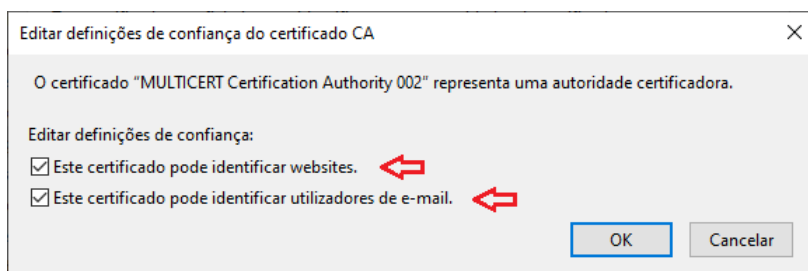 Editar definições de confiança do certificado CA
O certificado “MULTICERT Certification Authority 002” representa uma autoridade certificadora.
Editar definições de confiança:
Este certificado pode identificar websites.
Este certificado pode identificar utilizadores de e-mail.
OK Cancelar